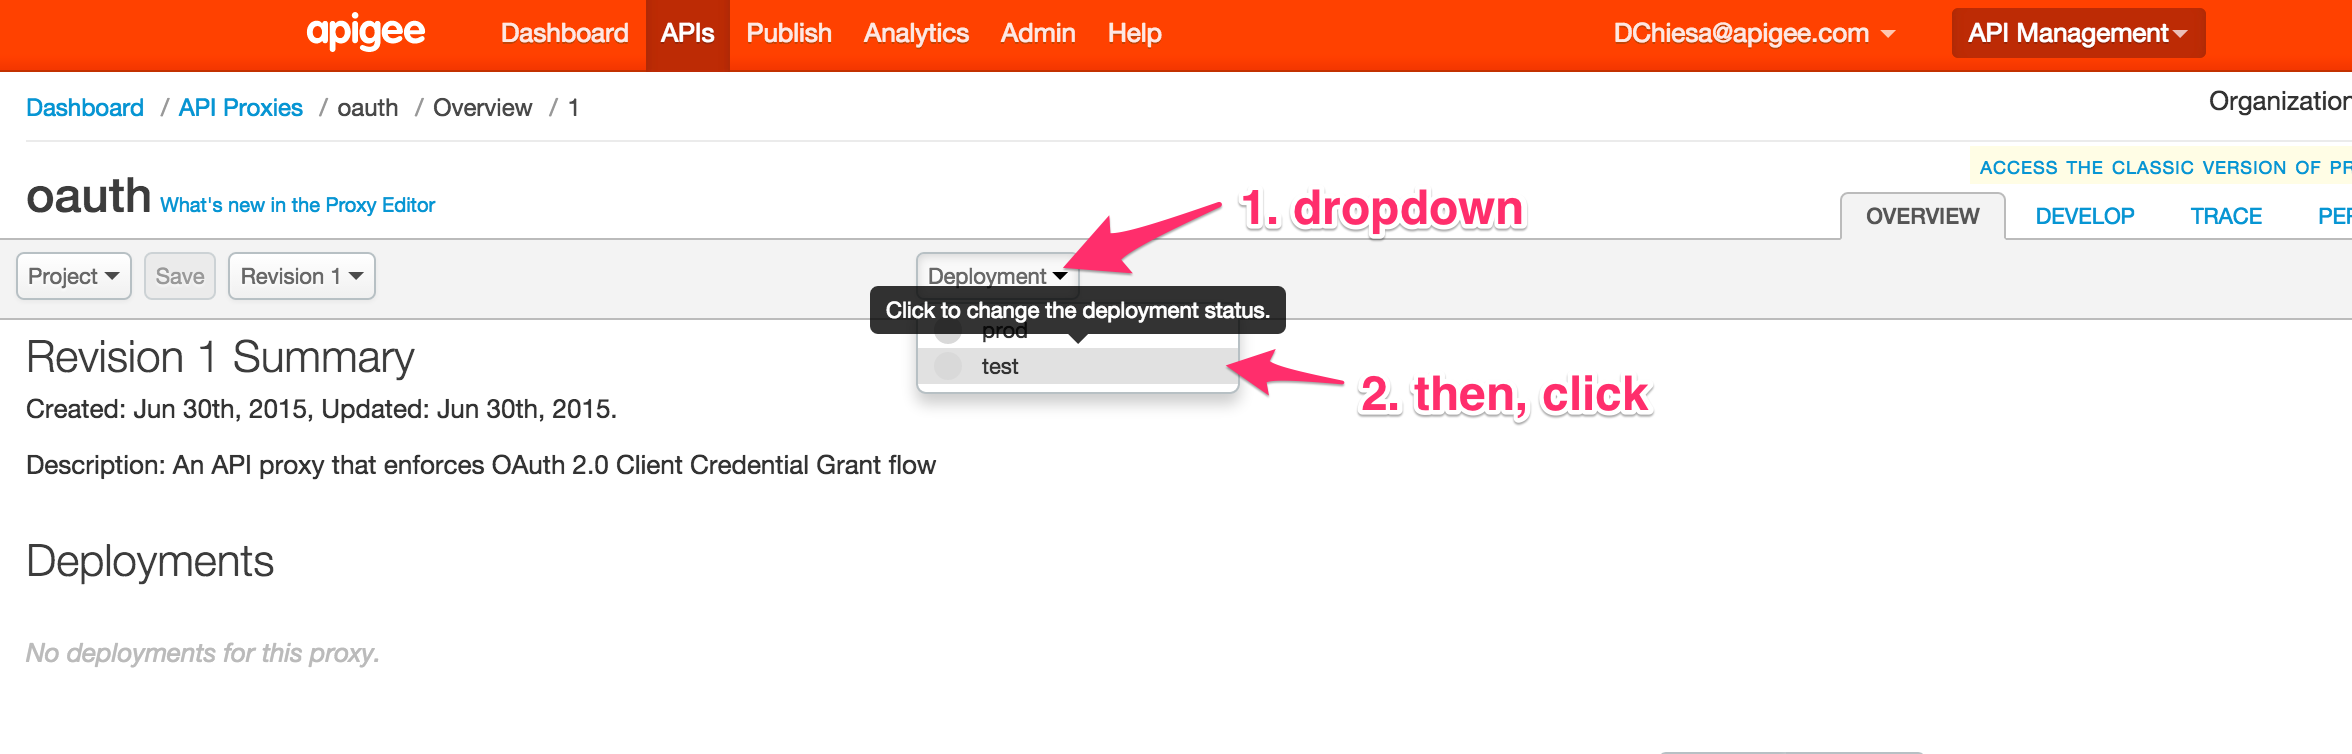 apigee Dashboard APIs Publish Analytics Admin Help DChiesa@apigee.com API Management
Dashboard / API Proxies / oauth / Overview / 1 Organization
ACCESS THE CLASSIC VERSION OF PR
oauth What's new in the Proxy Editor 1. dropdown OVERVIEW DEVELOP TRACE PER
Project Save Revision 1 Deployment
Click to change the deployment status.
prod
test
2. then, click
Revision 1 Summary
Created: Jun 30th, 2015, Updated: Jun 30th, 2015.
Description: An API proxy that enforces OAuth 2.0 Client Credential Grant flow
Deployments
No deployments for this proxy.